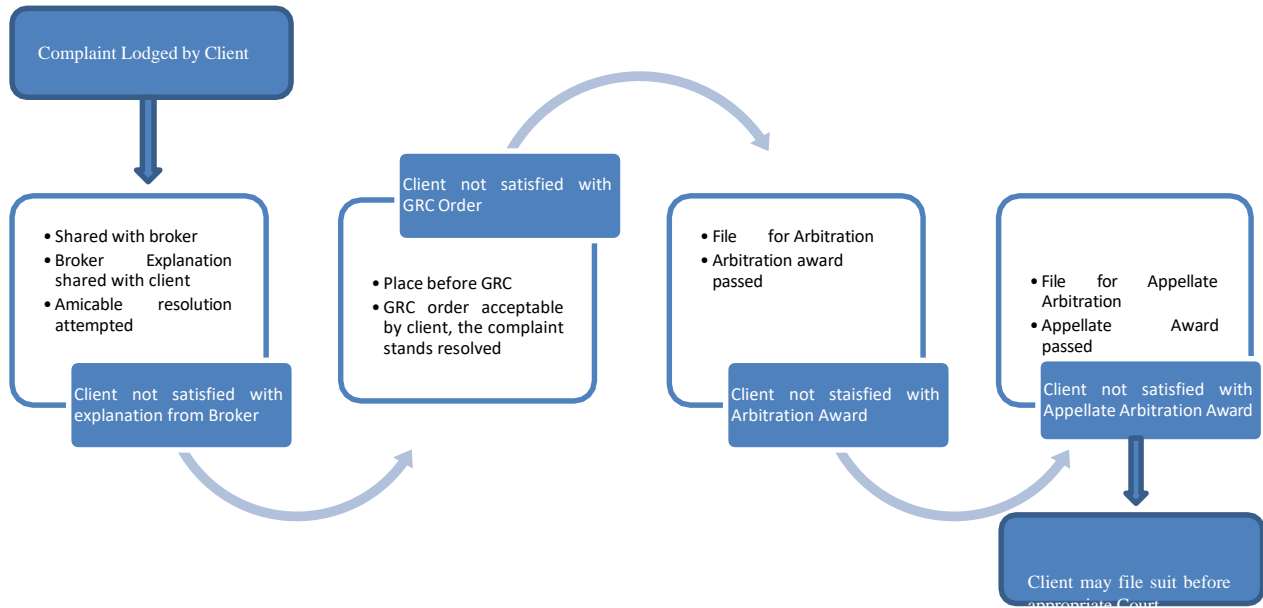 Complaint Lodged by Client
• Shared with broker
• Broker Explanation
shared with client
• Amicable resolution
attempted
Client not satisfied with
explanation from Broker
Client not satisfied with
GRC Order
• Place before GRC
• GRC order acceptable
by client, the complaint
stands resolved
• File for Arbitration
• Arbitration award
passed
Client not staisfied with
Arbitration Award
• File for Appellate
Arbitration
• Appellate Award
passed
Client not satisfied with
Appellate Arbitration Award
Client may file suit before
appropriate Court